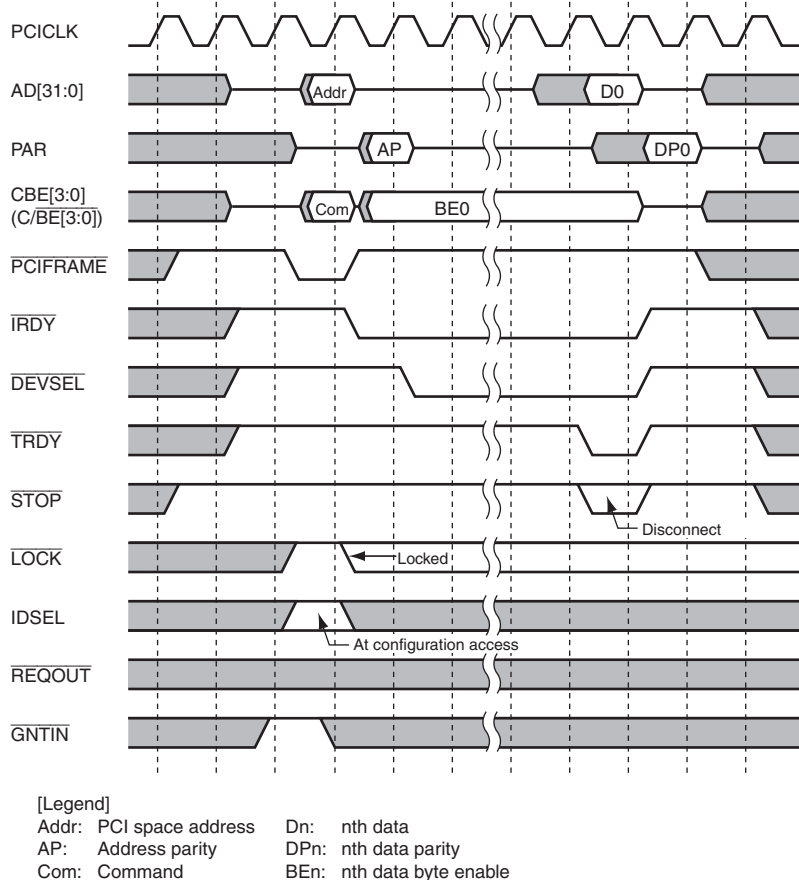 PCICLK
AD[31:0] Addr D0
PAR AP DP0
CBE[3:0]
(C/BE[3:0]) Com BE0
PCIFRAME
IRDY
DEVSEL
TRDY
STOP
Disconnect
LOCK Locked
IDSEL
At configuration access
REQOUT
GNTIN
[Legend]
Addr: PCI space address Dn: nth data
AP: Address parity DPn: nth data parity
Com: Command BEn: nth data byte enable